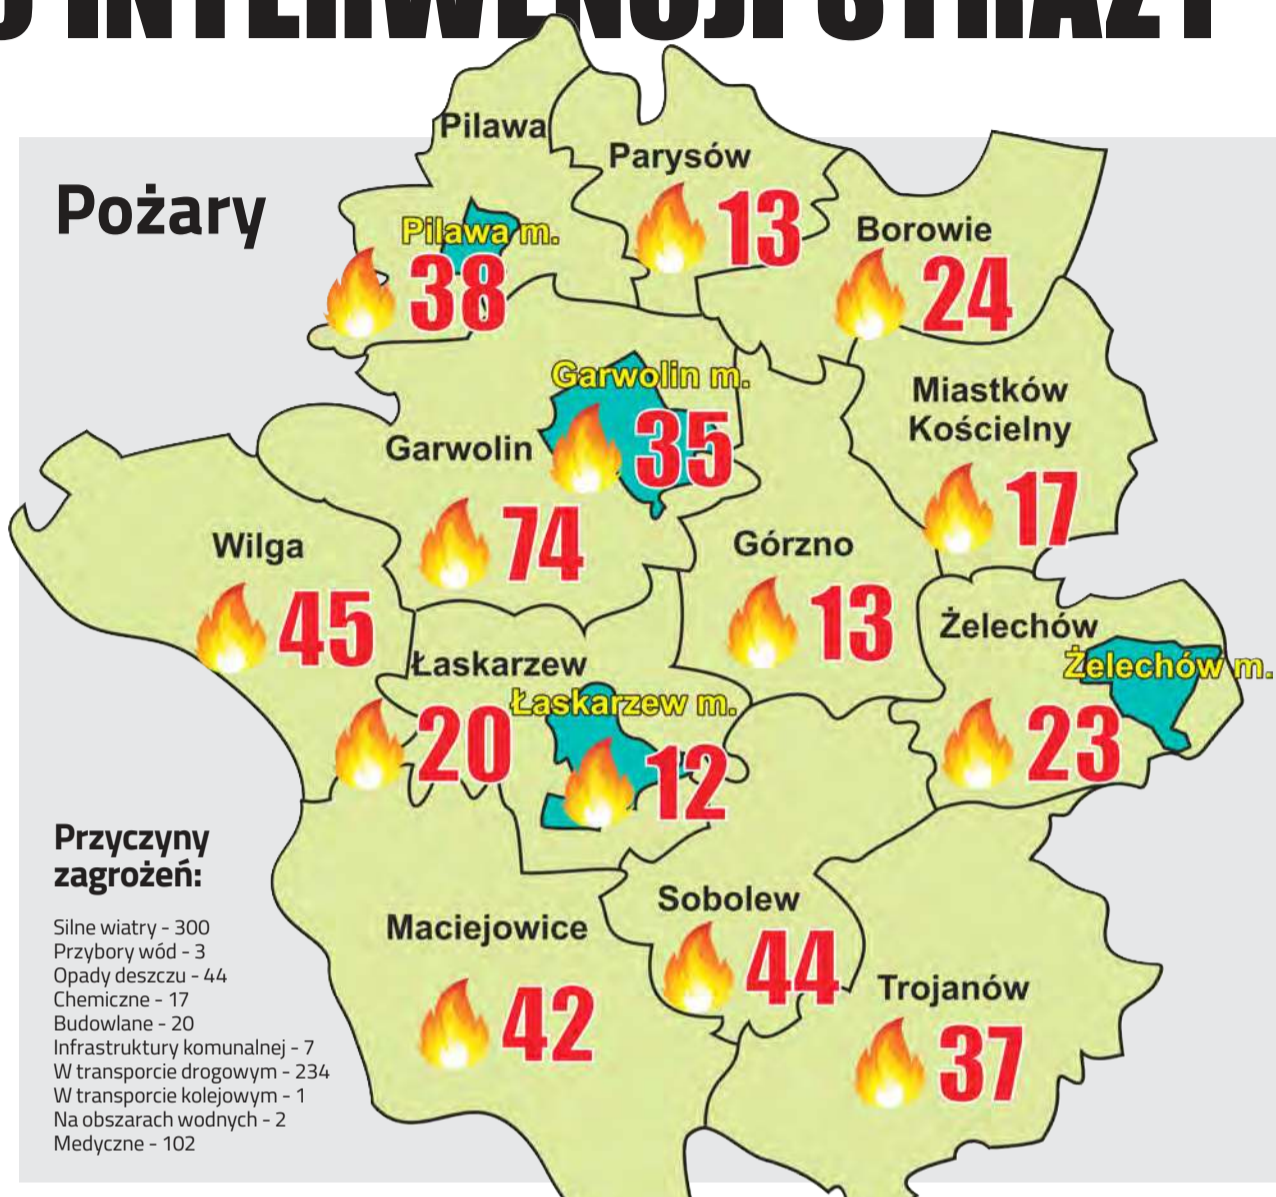 INTERWENCJI STRAŻY
Pożary
Pilawa
Parysów
13
Pilawa m.
38
Borowie
24
Garwolin m.
35
Garwolin
74
Miastków
Kościelny
17
Wilga
45
Górzno
13
Żelechów
Żelechów m.
23
Łaskarzew
20
Łaskarzew m.
12
Sobolew
44
Maciejowice
42
Trojanów
37
Przyczyny
zagrożeń:
Silne wiatry - 300
Przybory wód - 3
Opady deszczu - 44
Chemiczne - 17
Budowlane - 20
Infrastruktury komunalnej - 7
W transporcie drogowym - 234
W transporcie kolejowym - 1
Na obszarach wodnych - 2
Medyczne - 102